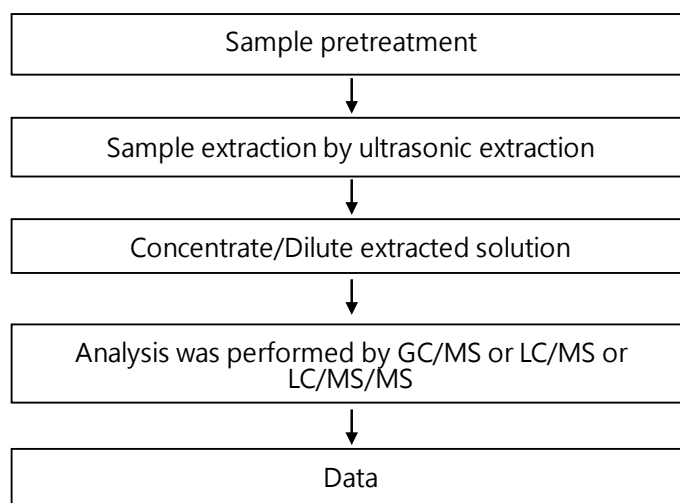 Sample pretreatment
Sample extraction by ultrasonic extraction
Concentrate/Dilute extracted solution
Analysis was performed by GC/MS or LC/MS or
LC/MS/MS
Data